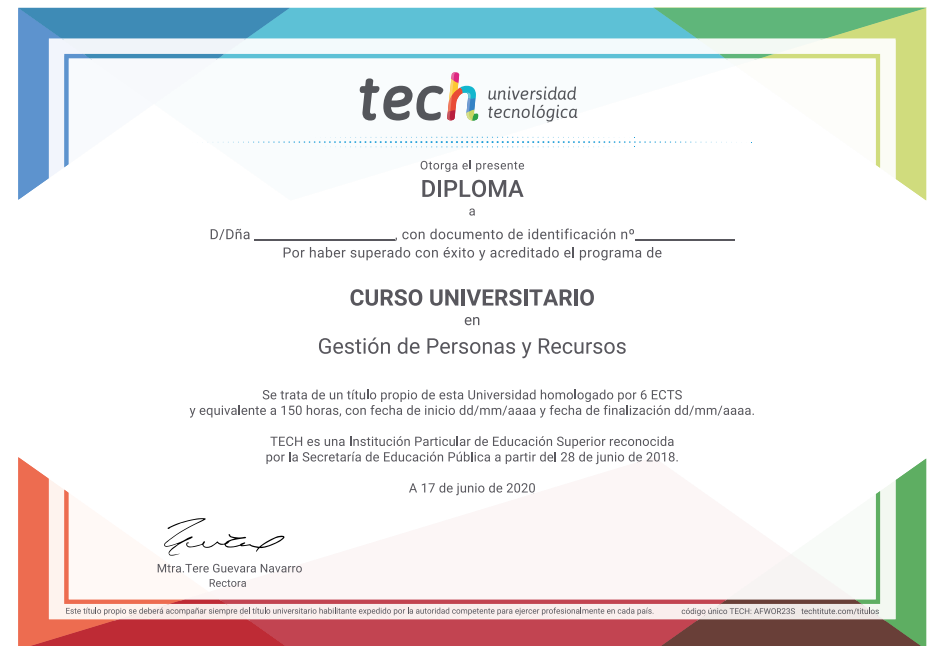 tech universidad
tecnológica
Otorga el presente
DIPLOMA
a
D/Dña ________________, con documento de identificación nº____________
Por haber superado con éxito y acreditado el programa de
CURSO UNIVERSITARIO
en
Gestión de Personas y Recursos
Se trata de un título propio de esta Universidad homologado por 6 ECTS
y equivalente a 150 horas, con fecha de inicio dd/mm/aaaa y fecha de finalización dd/mm/aaaa.
TECH es una Institución Particular de Educación Superior reconocida
por la Secretaría de Educación Pública a partir del 28 de junio de 2018.
A 17 de junio de 2020
Mtra.Tere Guevara Navarro
Rectora
Este título propio se deberá acompañar siempre del título universitario habilitante expedido por la autoridad competente para ejercer profesionalmente en cada país. código único TECH: AFWOR23S techtitute.com/titulos